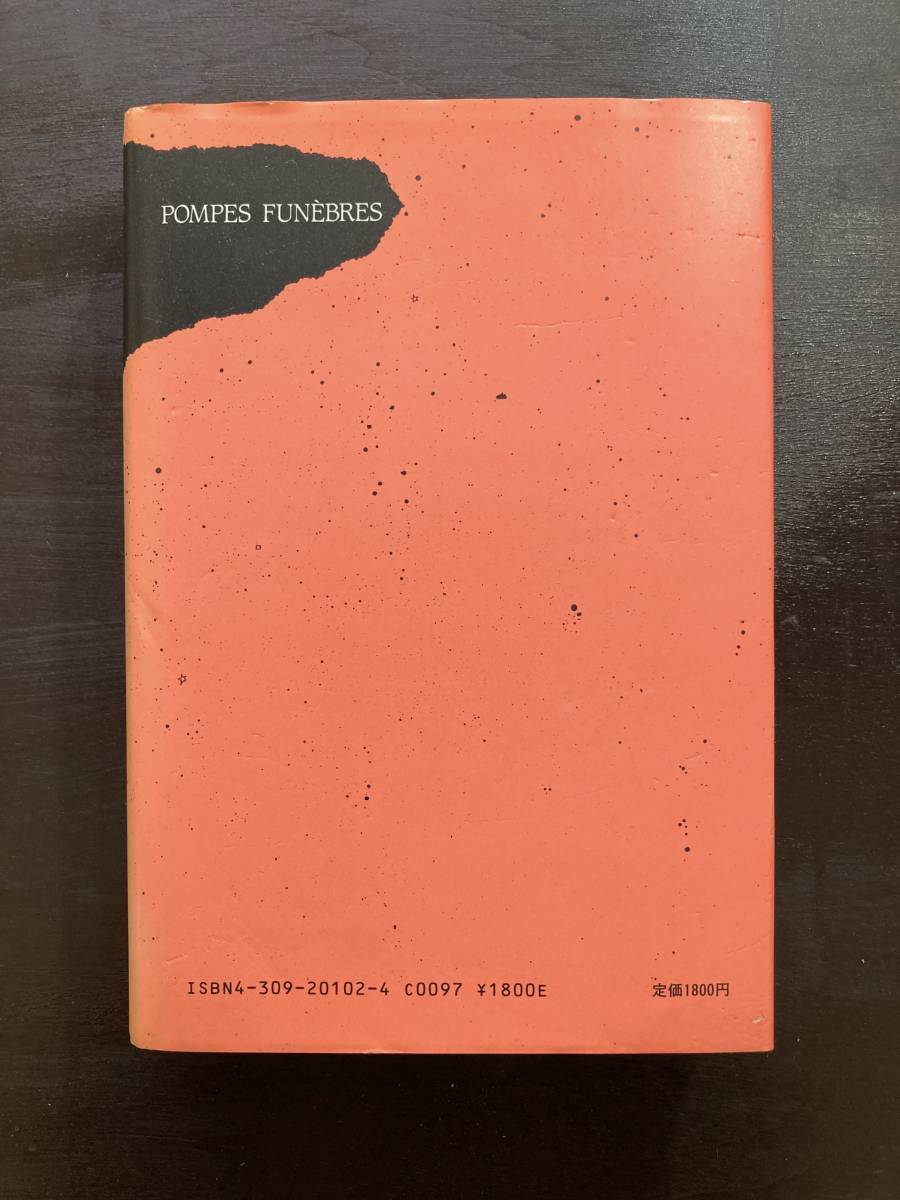 POMPES FUNÈBRES
ISBN4-309-20102-4 C0097 ¥1800E 定価1800円